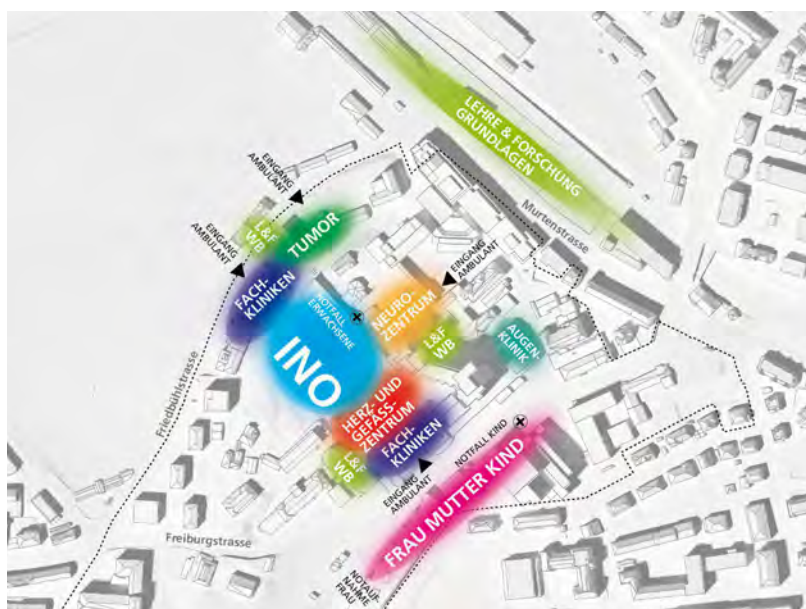 LEHRE & FORSCHUNG
GRUNDLAGEN
Murtenstrasse
EINGANG
AMBULANT
EINGANG
AMBULANT
L&F
WB
TUMOR
FACH-
KLINIKEN
NOTFALL
ERWACHSENE
INO
NEURO-
ZENTRUM
EINGANG
AMBULANT
L&F
WB
AUGEN-
KLINIK
HERZ- UND
GEFÄSS-
ZENTRUM
FACH-
KLINIKEN
L&F
WB
EINGANG
AMBULANT
NOTFALL KIND
FRAU MUTTER KIND
NOTAUF-
NAHME
FRAU
Friedbühlstrasse
Freiburgstrasse